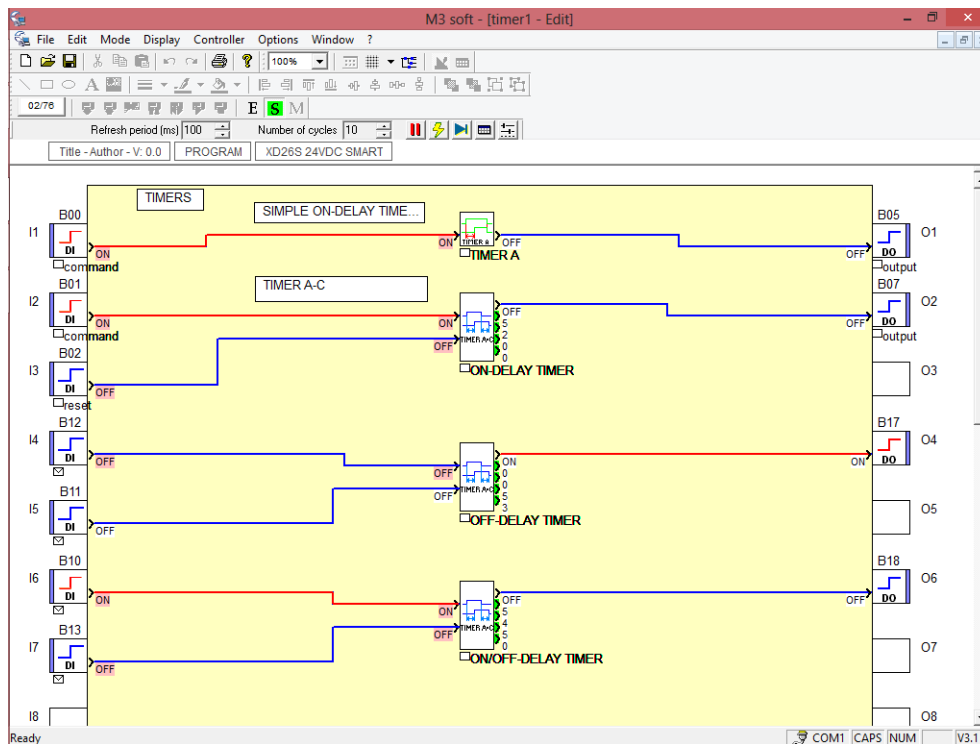 M3 soft - [timer1 - Edit]
File Edit Mode Display Controller Options Window ?
100%
A
02/76 E S M
Refresh period (ms) 100 Number of cycles 10
Title - Author - V: 0.0 PROGRAM XD26S 24VDC SMART
TIMERS
B00 SIMPLE ON-DELAY TIME... B05
I1 DI ON ON TIMER A OFF OFF DO O1
command TIMER A output
B01 TIMER A-C B07
I2 DI ON ON OFF OFF DO O2
command 5 output
2
B02 OFF TIMER A•C 0
0
I3 DI OFF ON-DELAY TIMER O3
reset
B12 B17
I4 DI OFF OFF ON ON DO O4
0
0
B11 OFF TIMER A•C 5
3
I5 DI OFF OFF-DELAY TIMER O5
B10 B18
I6 DI ON ON OFF OFF DO O6
5
4
B13 OFF TIMER A•C 5
0
I7 DI OFF ON/OFF-DELAY TIMER O7
I8 O8
Ready COM1 CAPS NUM V3.1